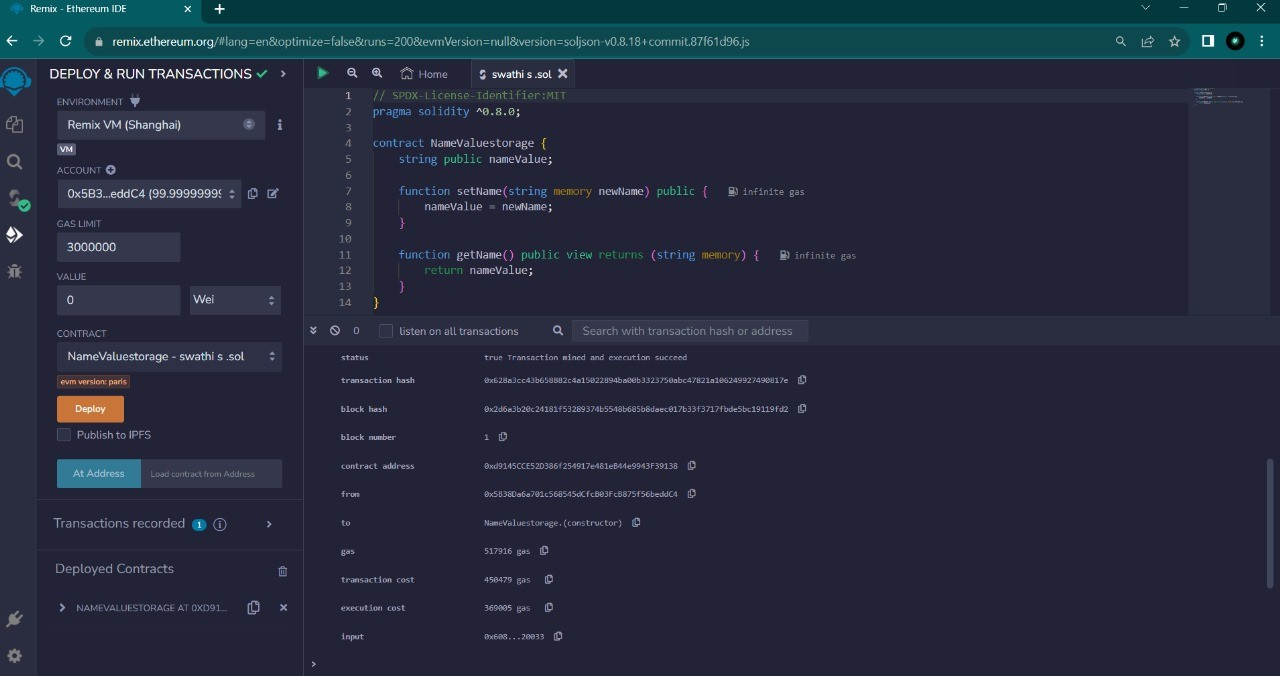 Remix - Ethereum IDE
remix.ethereum.org/#lang=en&optimize=false&runs=200&evmVersion=null&version=soljson-v0.8.18+commit.87f61d96.js
DEPLOY & RUN TRANSACTIONS
Home
swathi s .sol
ENVIRONMENT
Remix VM (Shanghai)
VM
ACCOUNT
0x5B3...eddC4 (99.99999999
GAS LIMIT
3000000
VALUE
0
Wei
CONTRACT
NameValuestorage - swathi s .sol
evm version: paris
Deploy
Publish to IPFS
At Address
Load contract from Address
Transactions recorded 1
Deployed Contracts
NAMEVALUESTORAGE AT 0XD91...
1 // SPDX-License-Identifier:MIT
2 pragma solidity ^0.8.0;
3
4 contract NameValuestorage {
5 string public nameValue;
6
7 function setName(string memory newName) public { infinite gas
8 nameValue = newName;
9 }
10
11 function getName() public view returns (string memory) { infinite gas
12 return nameValue;
13 }
14 }
0 listen on all transactions Search with transaction hash or address
status true Transaction mined and execution succeed
transaction hash 0x628a3cc43b658882c4a15022894ba00b3323750abc47821a106249927490817e
block hash 0x2d6a3b20c24181f53289374b5548b685b8daec017b33f3717fbde5bc19119fd2
block number 1
contract address 0xd9145CCE52D386f254917e481eB44e9943F39138
from 0x5B38Da6a701c568545dCfcB03FcB875f56beddC4
to NameValuestorage.(constructor)
gas 517916 gas
transaction cost 450479 gas
execution cost 369005 gas
input 0x608...20033
>